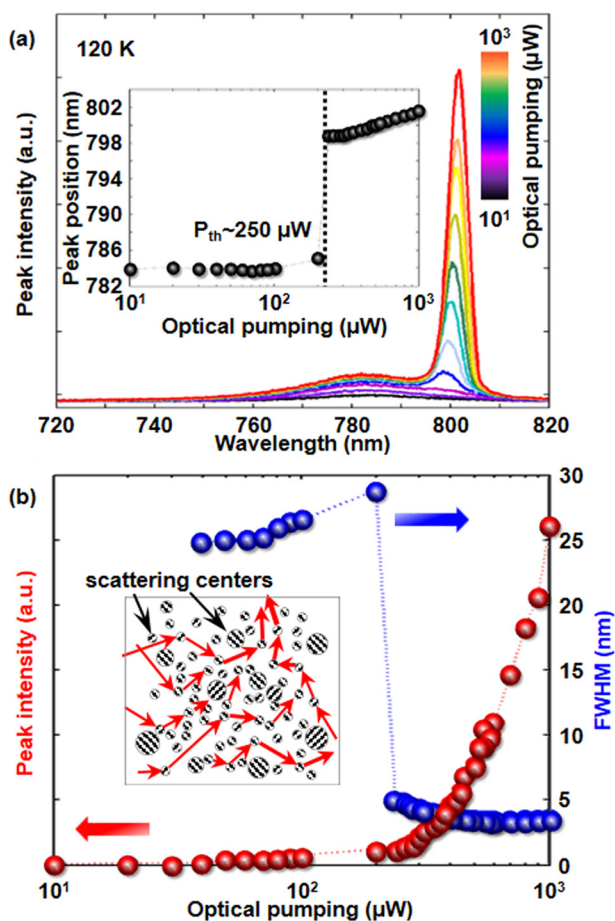 (a)
120 K
10³
10¹
Optical pumping (µW)
Peak intensity (a.u.)
Peak position (nm)
802
798
794
790
786
782
P_th~250 µW
10¹
10²
10³
Optical pumping (µW)
720
740
760
780
800
820
Wavelength (nm)
(b)
Peak intensity (a.u.)
scattering centers
30
25
20
15
10
5
0
FWHM (nm)
10¹
10²
10³
Optical pumping (µW)